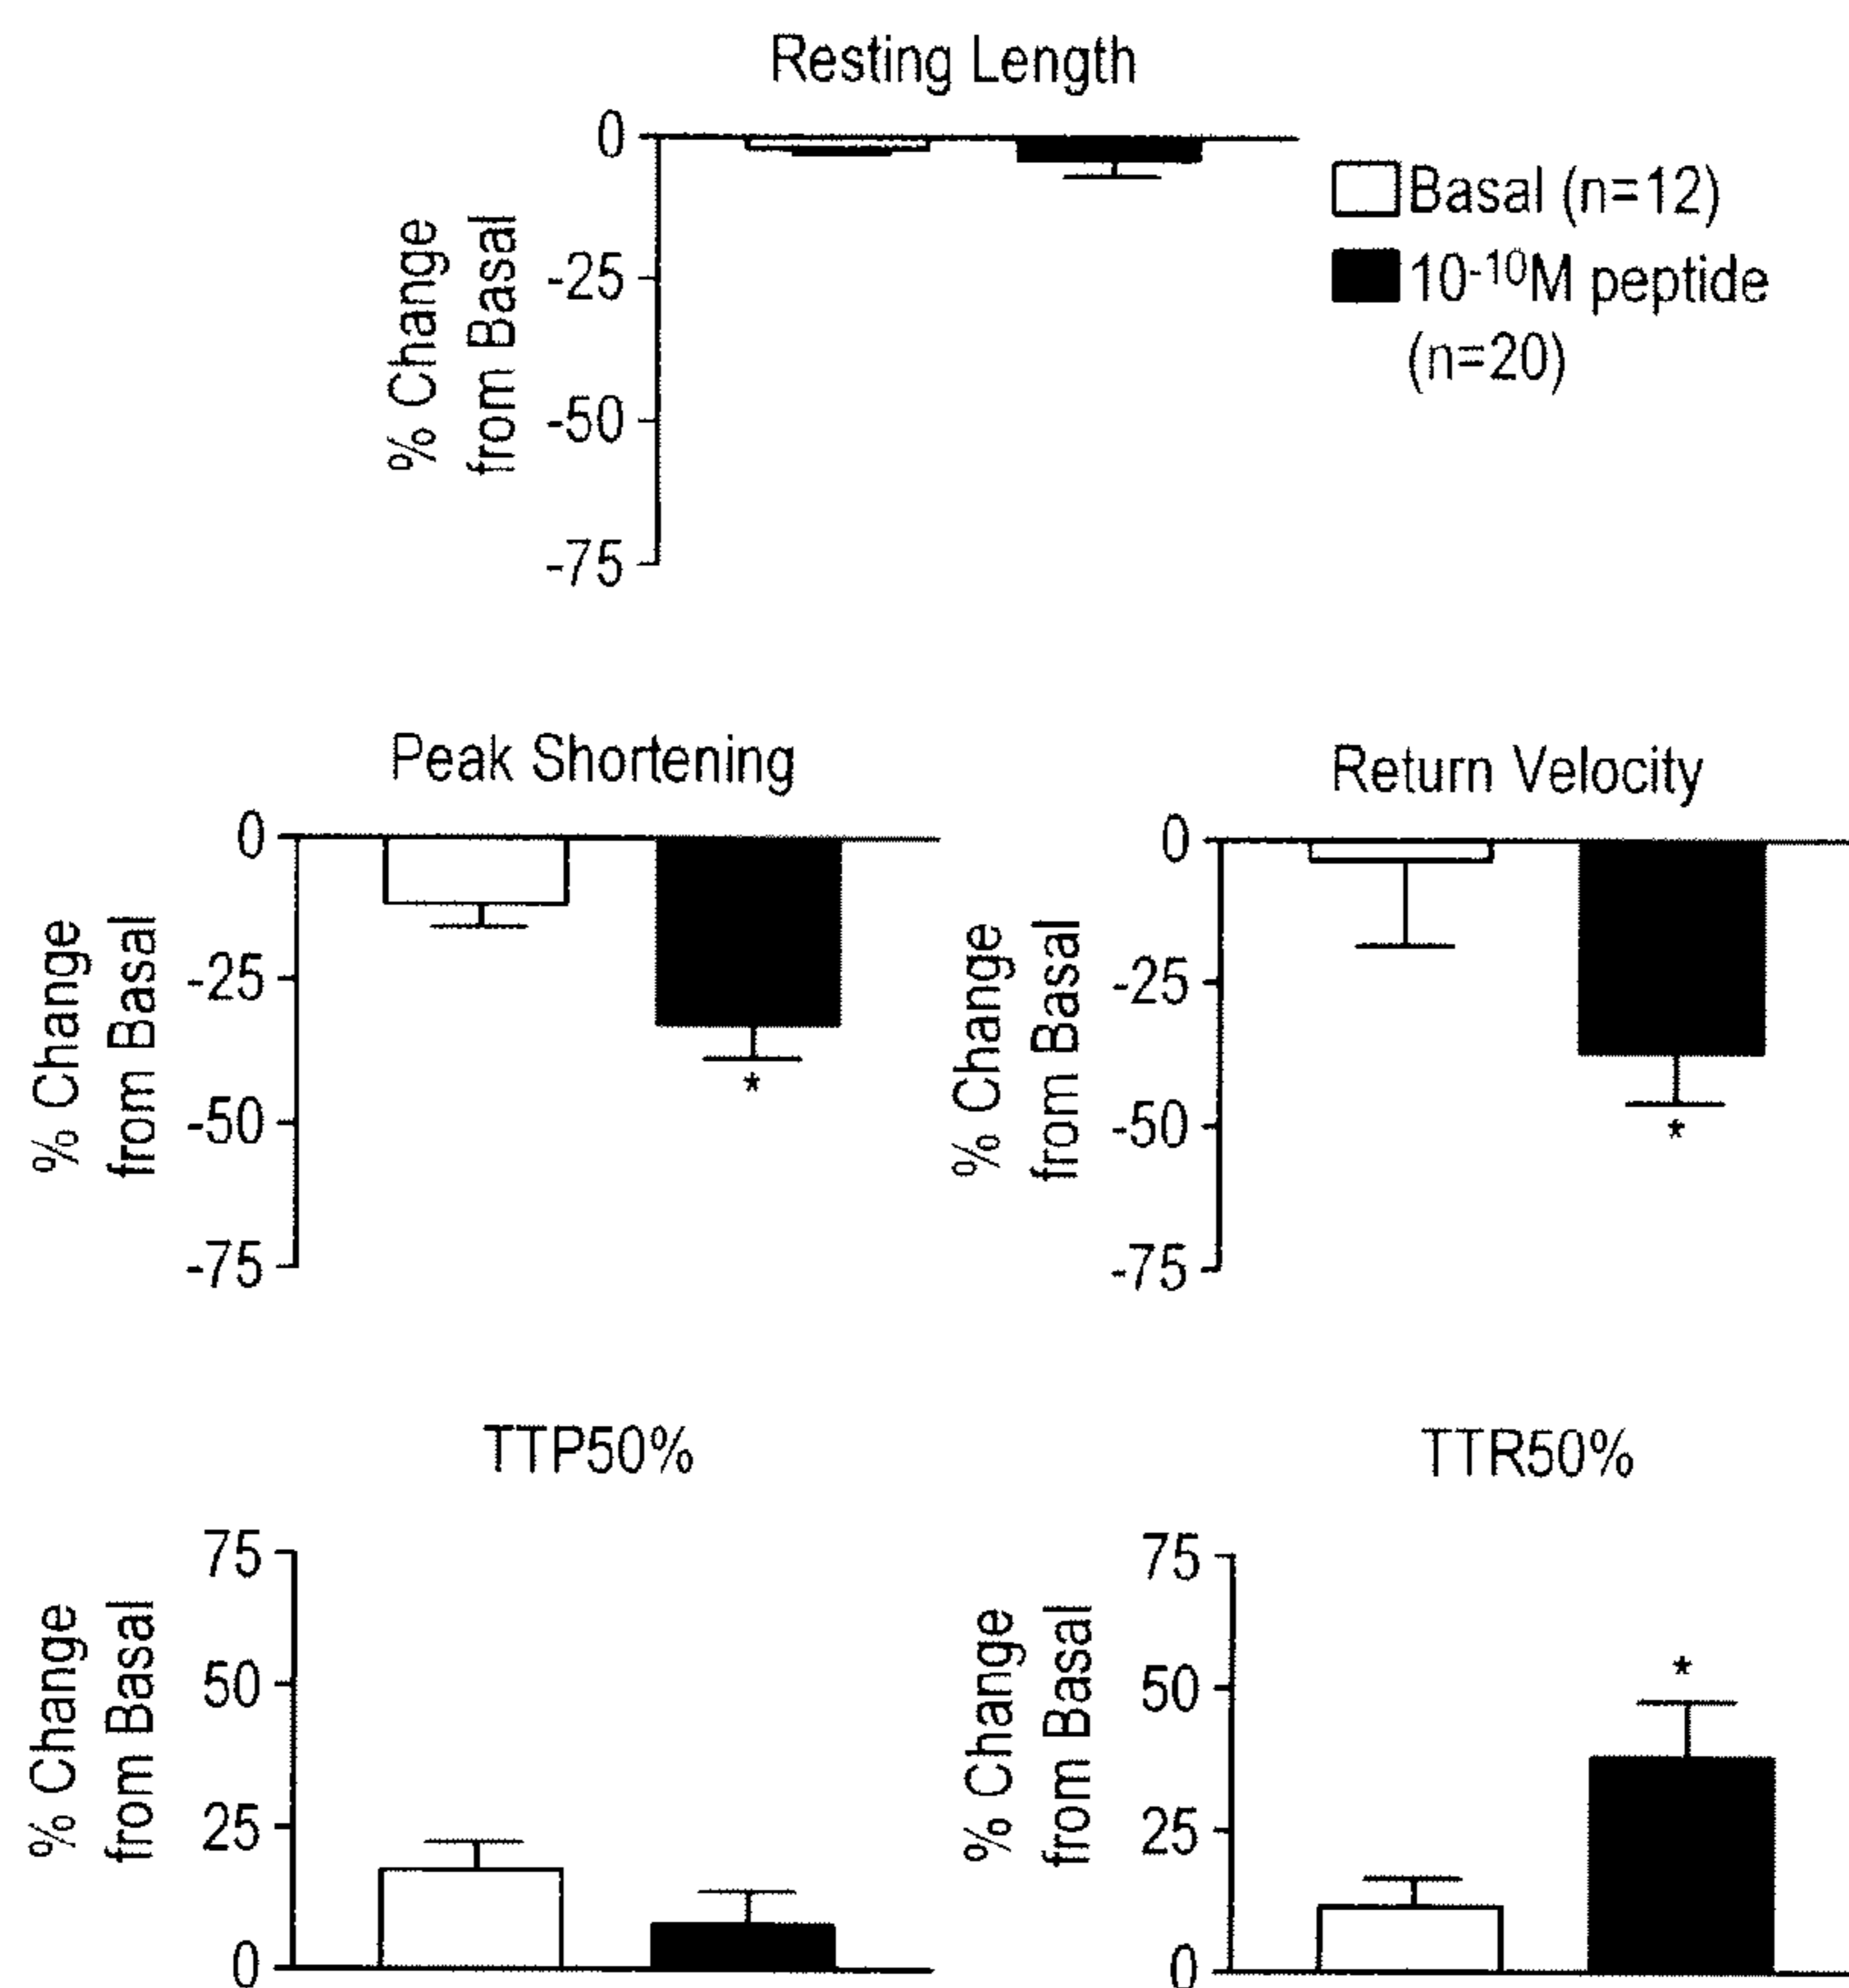 Resting Length
0
-25
-50
-75
% Change
from Basal
Basal (n=12)
10⁻¹⁰M peptide
(n=20)
Peak Shortening
0
-25
-50
-75
% Change
from Basal
*
Return Velocity
0
-25
-50
-75
% Change
from Basal
*
TTP50%
75
50
25
0
% Change
from Basal
TTR50%
75
50
25
0
% Change
from Basal
*